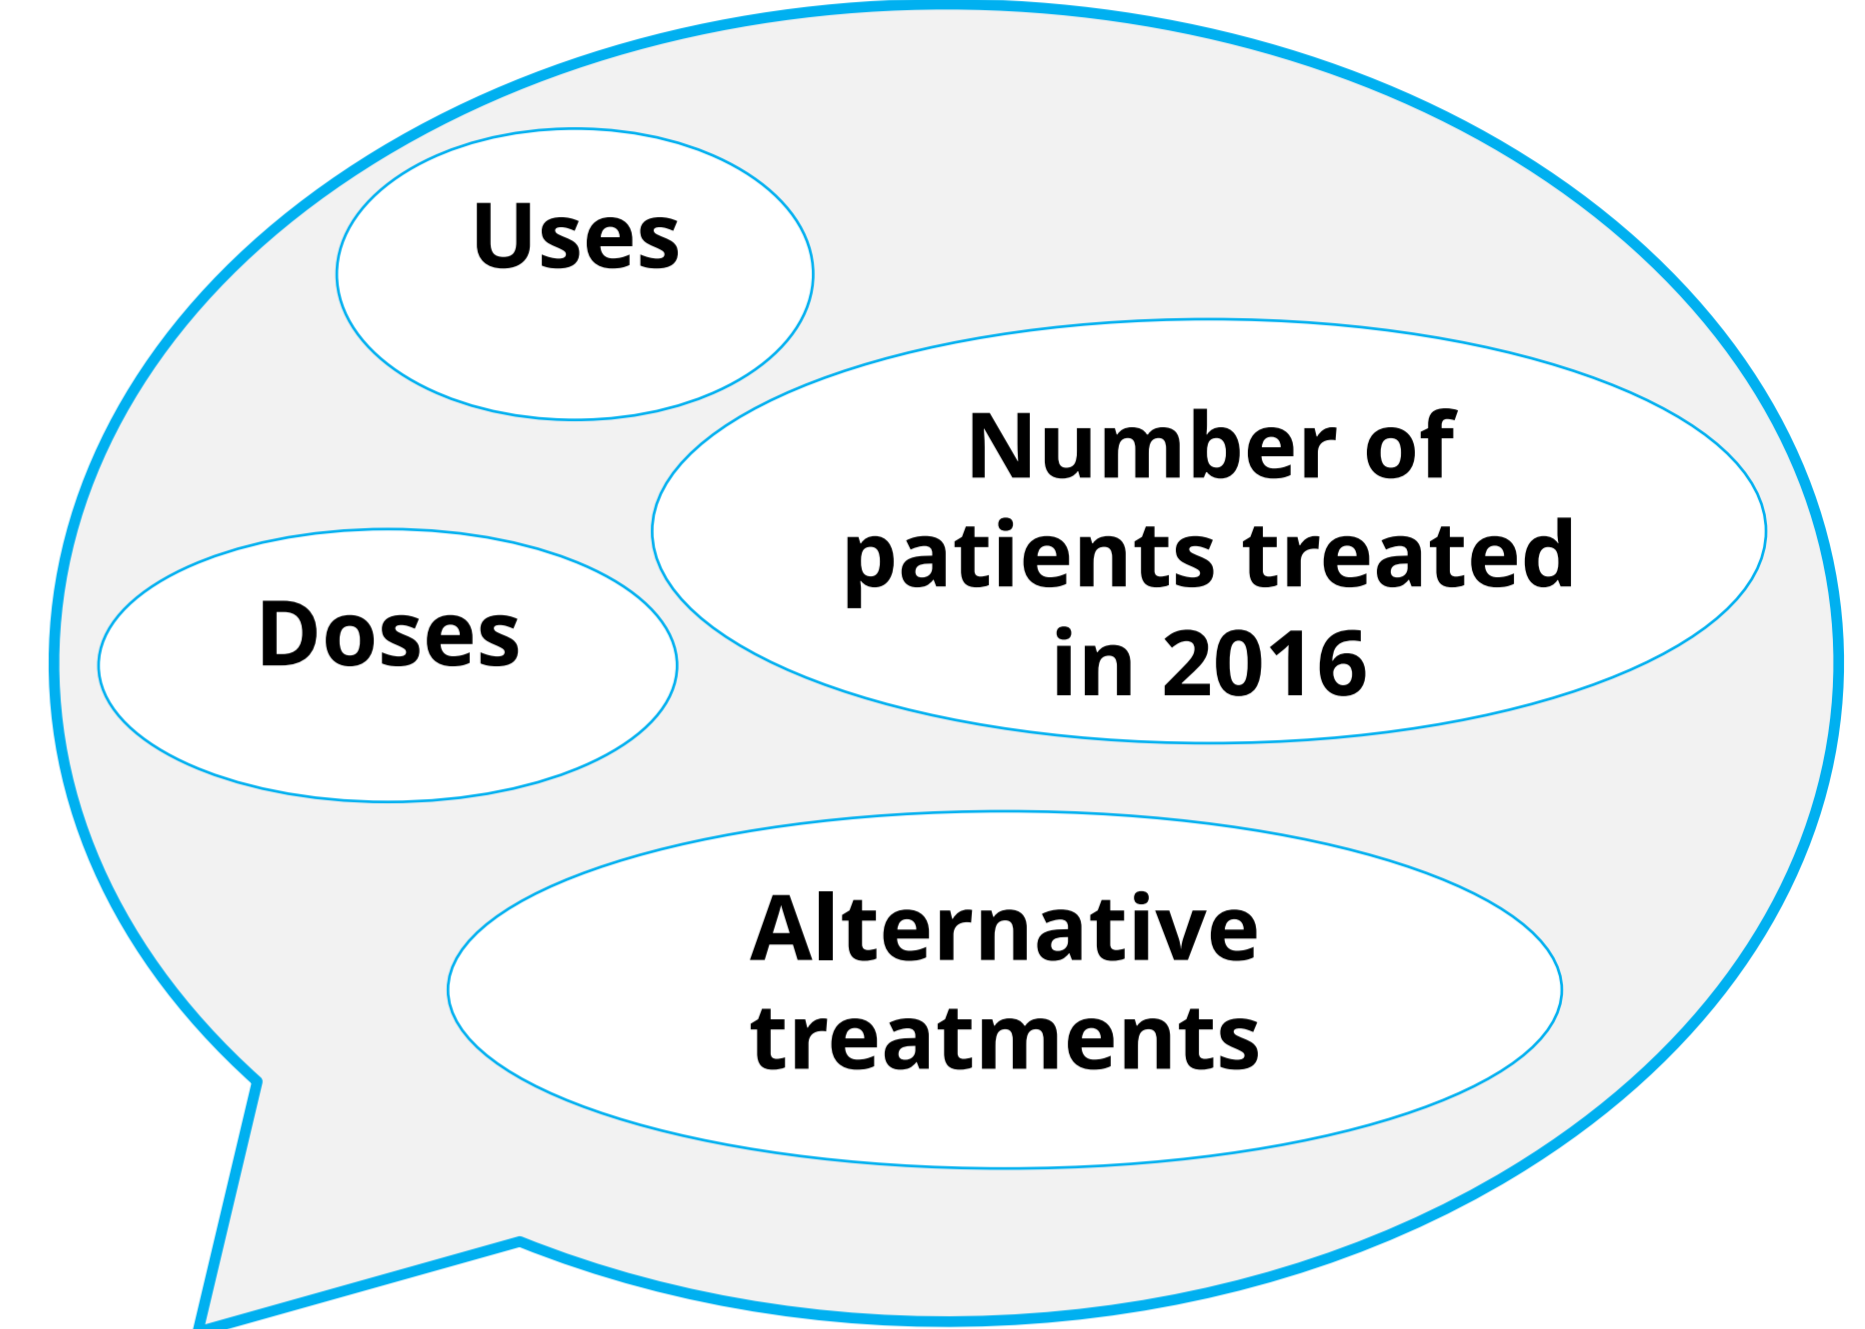 Uses
Number of
patients treated
in 2016
Doses
Alternative
treatments